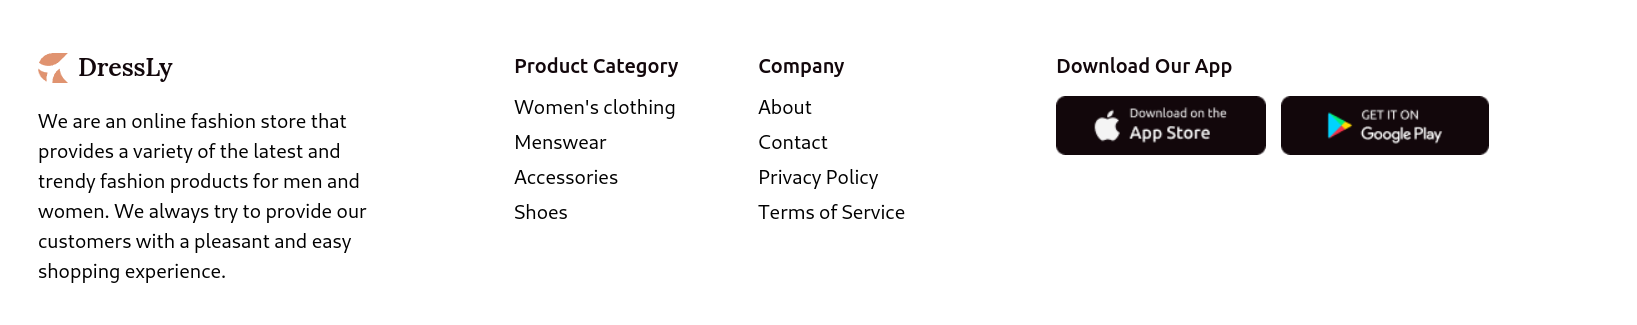 DressLy
We are an online fashion store that
provides a variety of the latest and
trendy fashion products for men and
women. We always try to provide our
customers with a pleasant and easy
shopping experience.
Product Category
Women's clothing
Menswear
Accessories
Shoes
Company
About
Contact
Privacy Policy
Terms of Service
Download Our App
Download on the
App Store
GET IT ON
Google Play